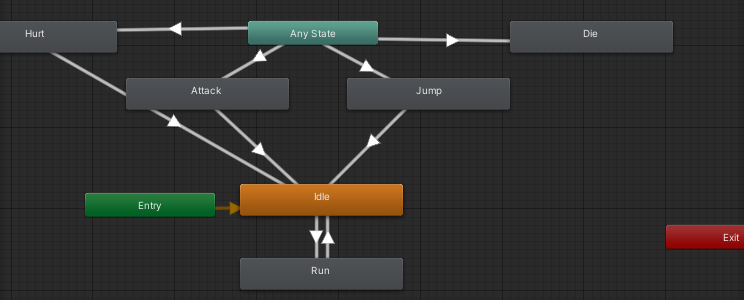 Hurt
Any State
Die
Attack
Jump
Idle
Entry
Exit
Run